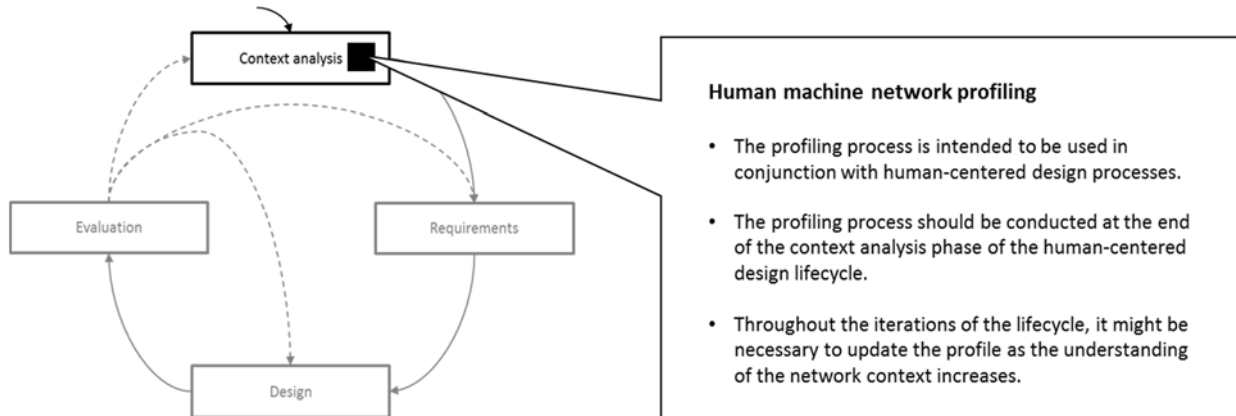 Context analysis
Evaluation
Requirements
Design
Human machine network profiling
• The profiling process is intended to be used in
conjunction with human-centered design processes.
• The profiling process should be conducted at the end
of the context analysis phase of the human-centered
design lifecycle.
• Throughout the iterations of the lifecycle, it might be
necessary to update the profile as the understanding
of the network context increases.